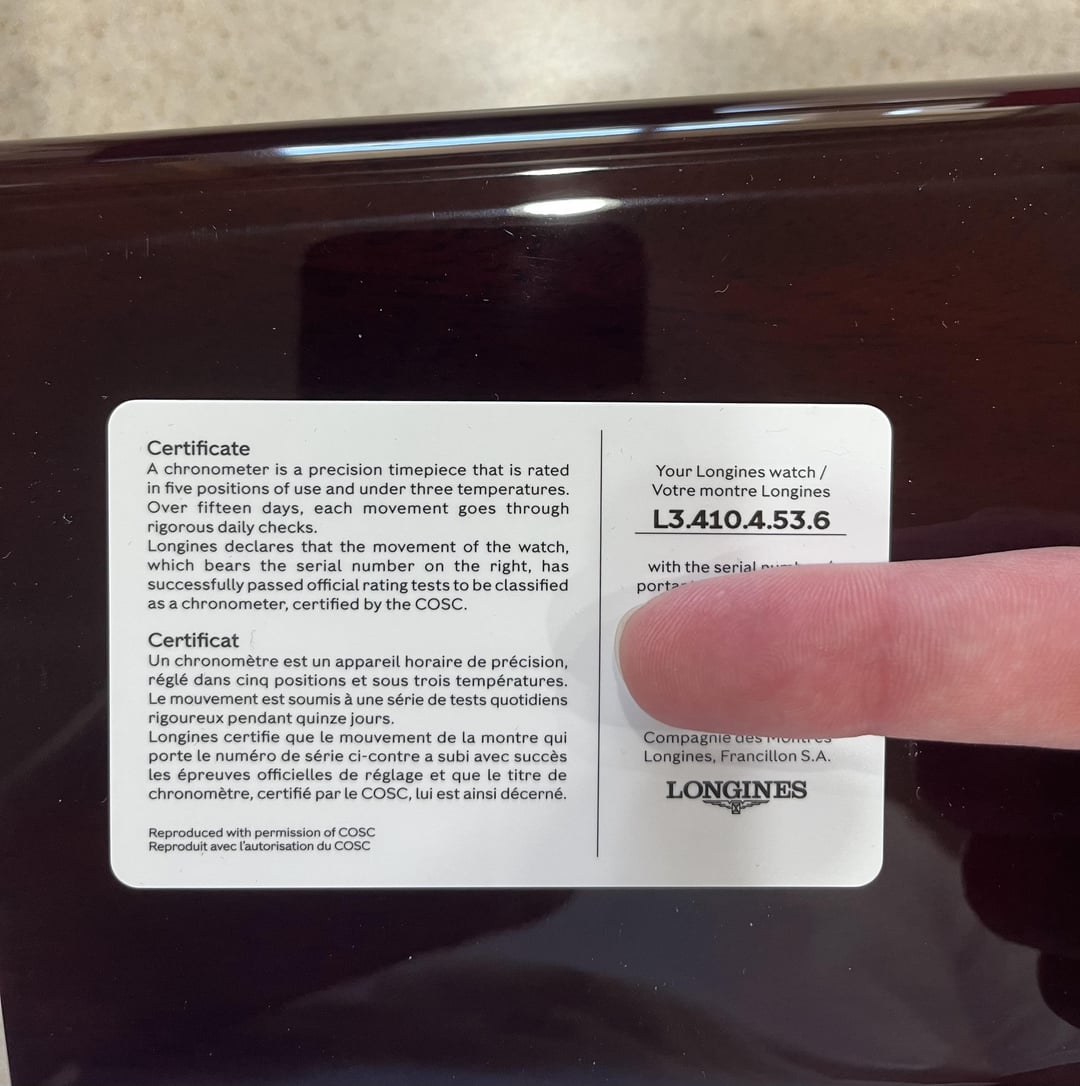 Certificate
A chronometer is a precision timepiece that is rated
in five positions of use and under three temperatures.
Over fifteen days, each movement goes through
rigorous daily checks.
Longines declares that the movement of the watch,
which bears the serial number on the right, has
successfully passed official rating tests to be classified
as a chronometer, certified by the COSC.
Certificat
Un chronomètre est un appareil horaire de précision,
réglé dans cinq positions et sous trois températures.
Le mouvement est soumis à une série de tests quotidiens
rigoureux pendant quinze jours.
Longines certifie que le mouvement de la montre qui
porte le numéro de série ci-contre a subi avec succès
les épreuves officielles de réglage et que le titre de
chronomètre, certifié par le COSC, lui est ainsi décerné.
Reproduced with permission of COSC
Reproduit avec l'autorisation du COSC
Your Longines watch /
Votre montre Longines
L3.410.4.53.6
with the serial
Compagnie des Montres
Longines, Francillon S.A.
LONGINES